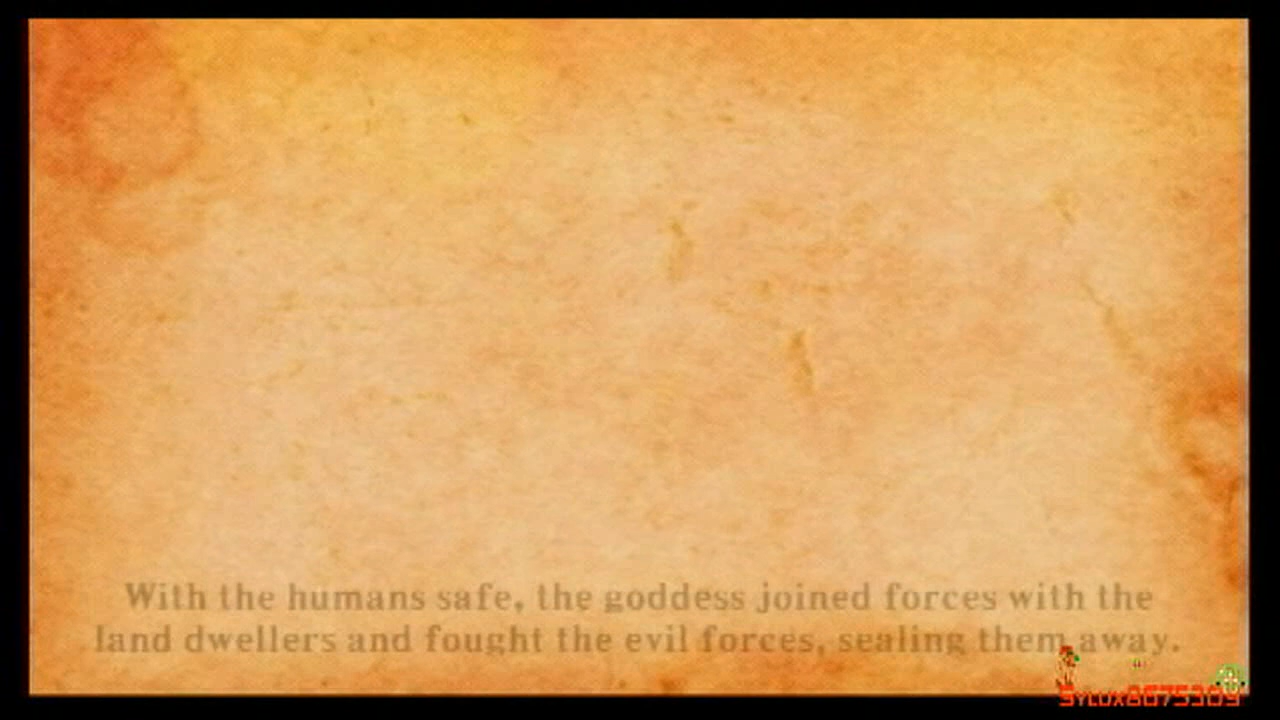 With the humans safe, the goddess joined forces with the
land dwellers and fought the evil forces, sealing them away.
Sylux8675309